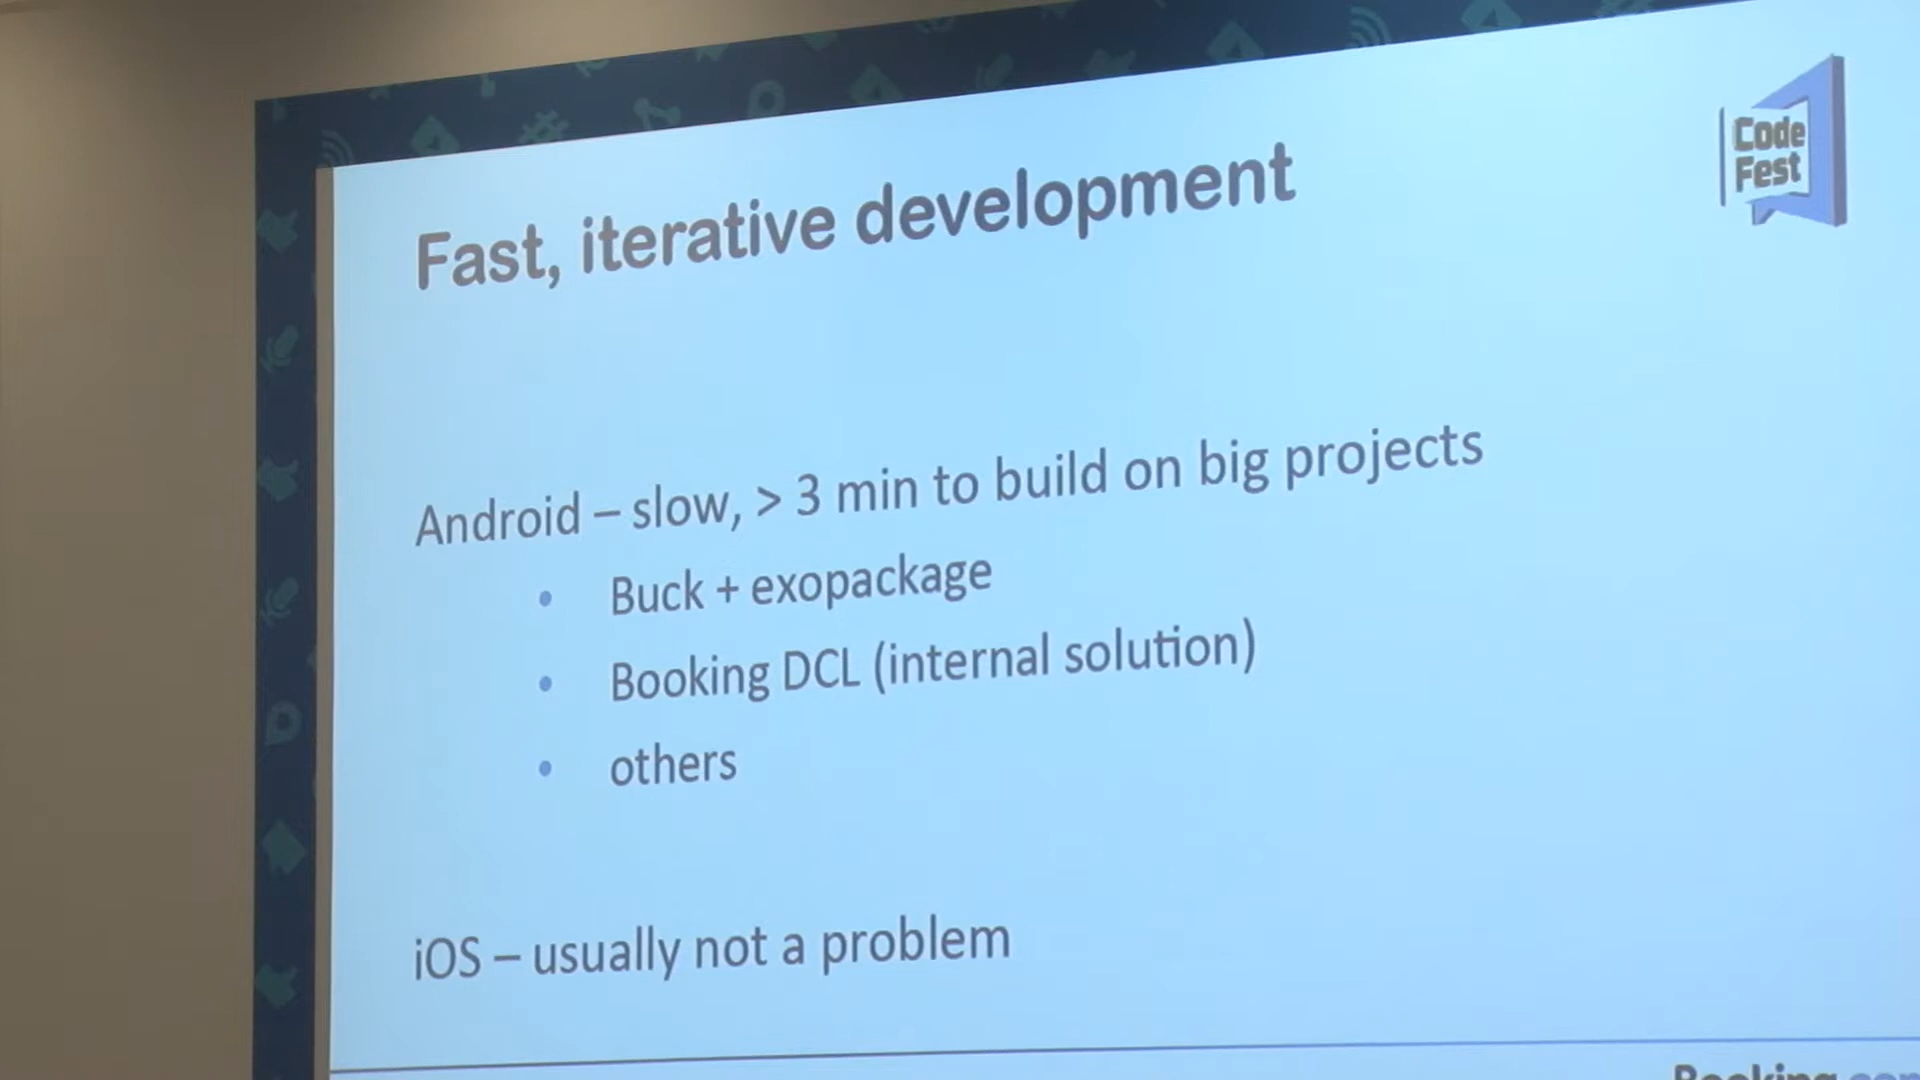 Code
Fest
Fast, iterative development
Android – slow, > 3 min to build on big projects
• Buck + exopackage
• Booking DCL (internal solution)
• others
iOS – usually not a problem